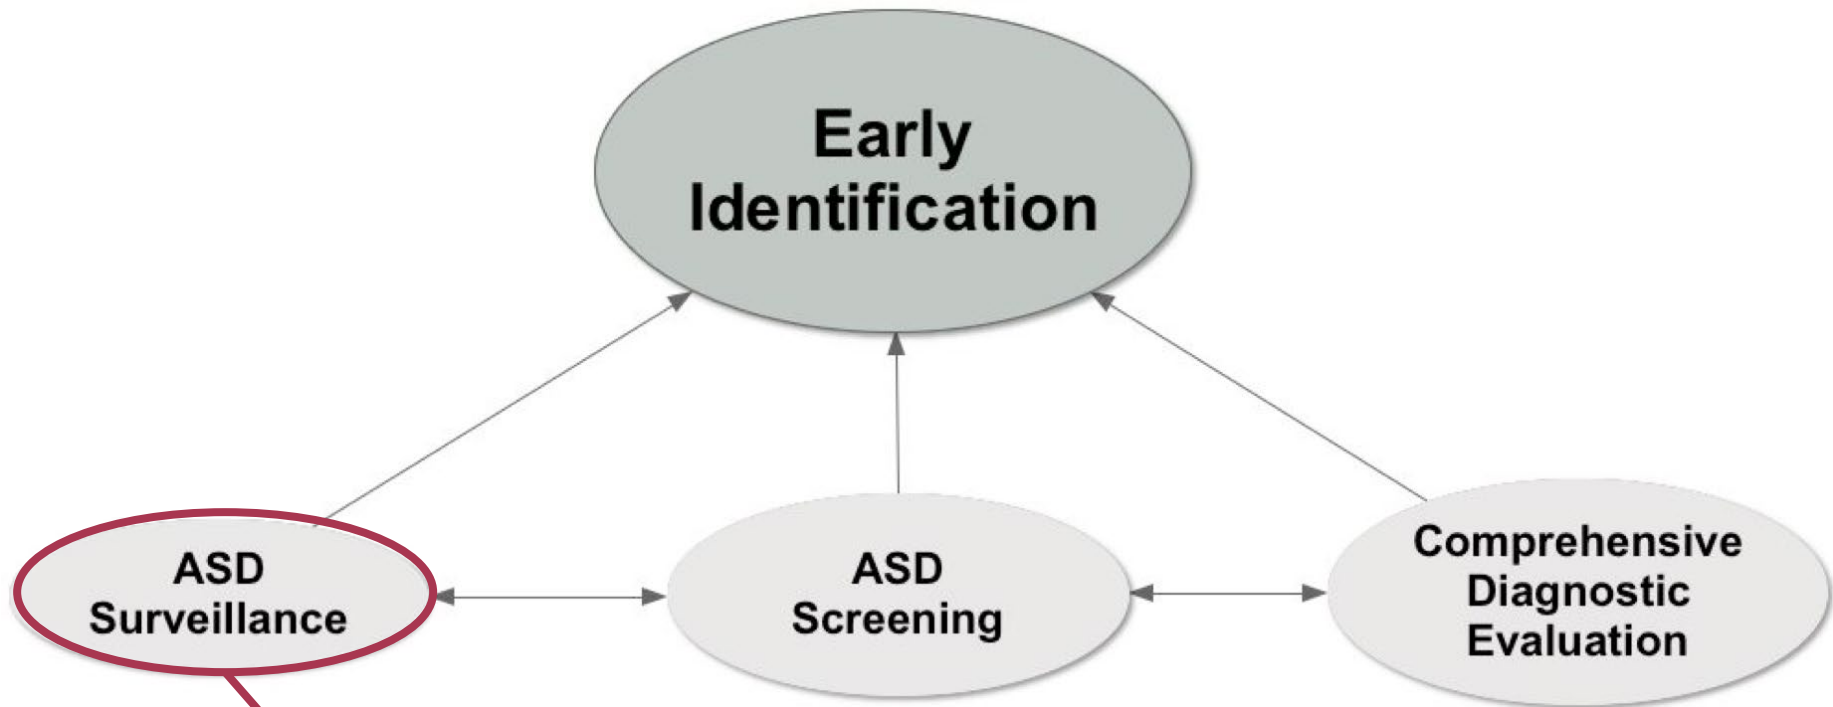 Early
Identification
ASD
Surveillance
ASD
Screening
Comprehensive
Diagnostic
Evaluation